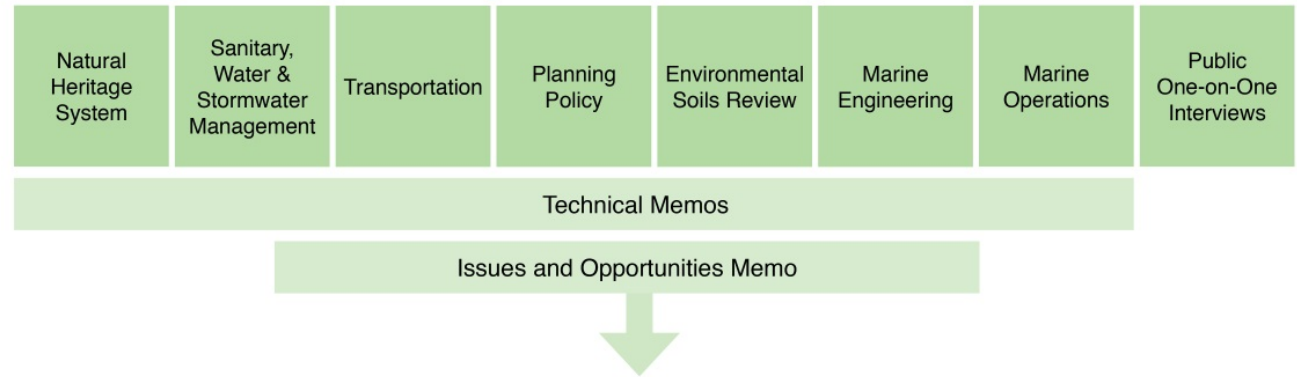 Natural
Heritage
System
Sanitary,
Water &
Stormwater
Management
Transportation
Planning
Policy
Environmental
Soils Review
Marine
Engineering
Marine
Operations
Public
One-on-One
Interviews
Technical Memos
Issues and Opportunities Memo